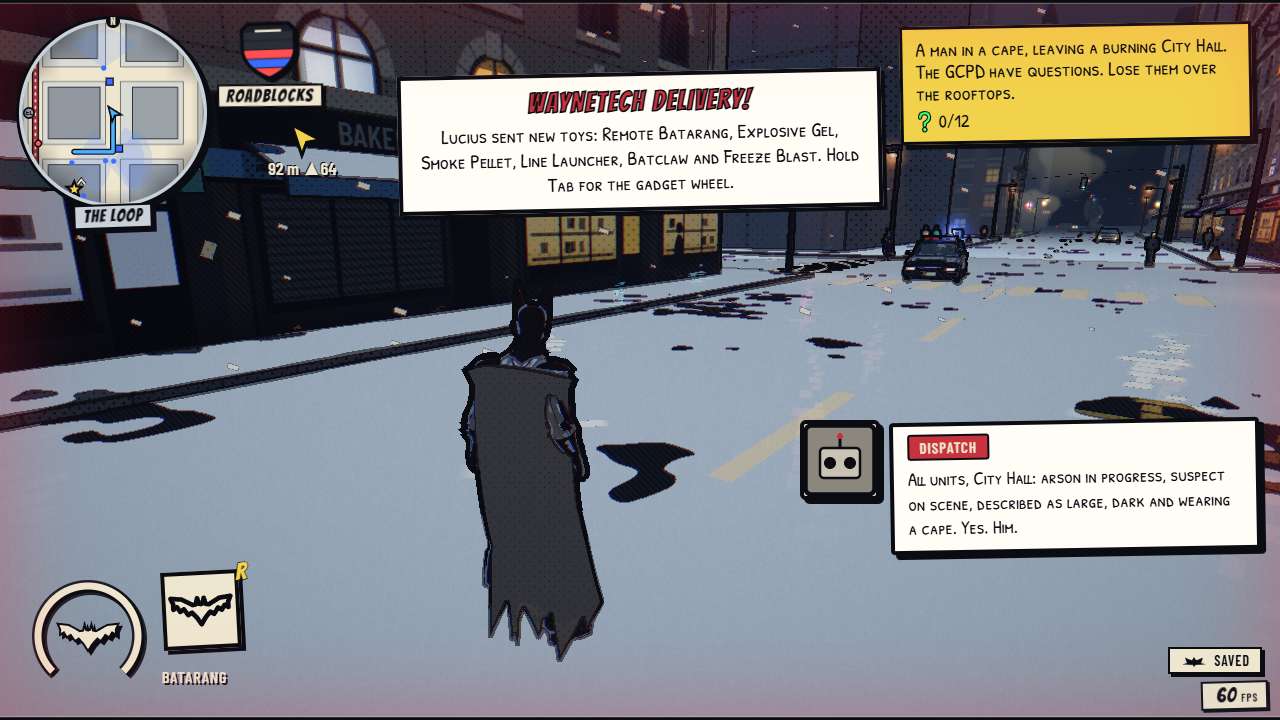 N
THE LOOP
ROADBLOCKS
92 m ▲64
BAKE
WAYNETECH DELIVERY!
LUCIUS SENT NEW TOYS: REMOTE BATARANG, EXPLOSIVE GEL,
SMOKE PELLET, LINE LAUNCHER, BATCLAW AND FREEZE BLAST. HOLD
TAB FOR THE GADGET WHEEL.
A MAN IN A CAPE, LEAVING A BURNING CITY HALL.
THE GCPD HAVE QUESTIONS. LOSE THEM OVER
THE ROOFTOPS.
? 0/12
DISPATCH
ALL UNITS, CITY HALL: ARSON IN PROGRESS, SUSPECT
ON SCENE, DESCRIBED AS LARGE, DARK AND WEARING
A CAPE. YES. HIM.
R
BATARANG
SAVED
60 FPS